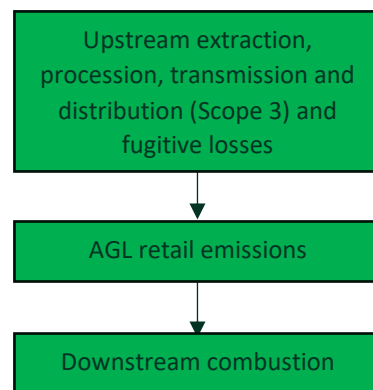 Upstream extraction,
procession, transmission and
distribution (Scope 3) and
fugitive losses
AGL retail emissions
Downstream combustion